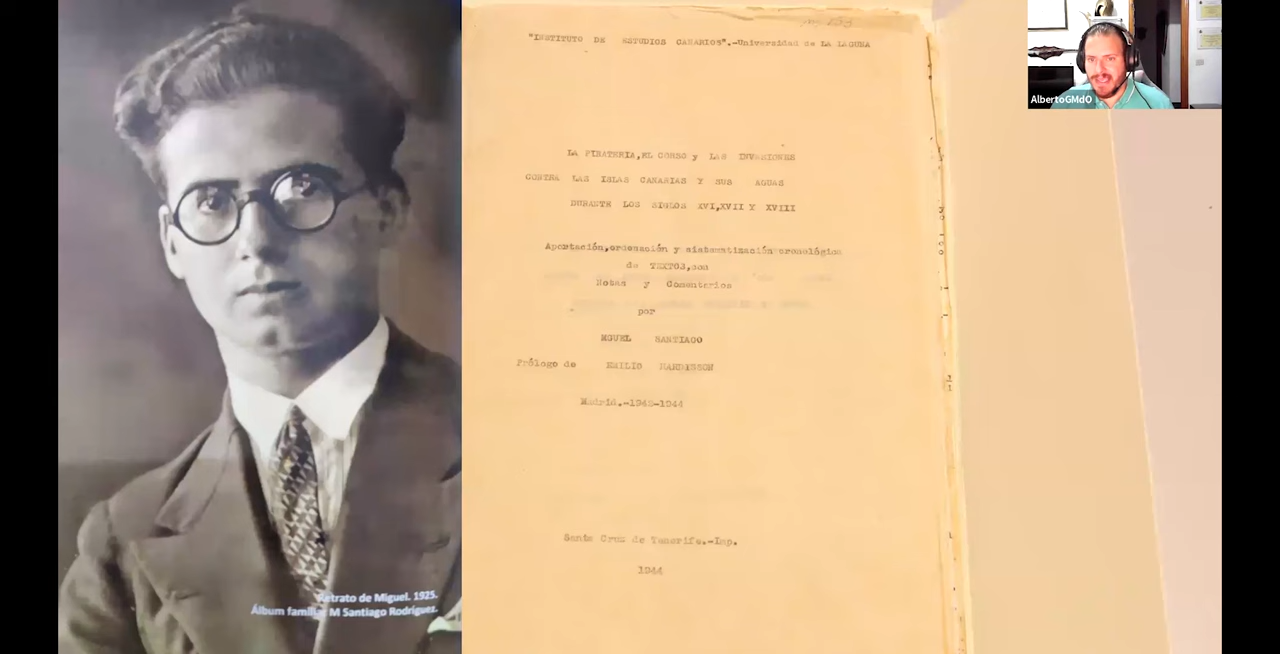 "INSTITUTO DE ESTUDIOS CANARIOS".-Universidad de LA LAGUNA
LA PIRATERIA,EL CORSO y LAS INVASIONES
CONTRA LAS ISLAS CANARIAS Y SUS AGUAS
DURANTE LOS SIGLOS XVI,XVII Y XVIII
Aportación,ordenación y sistematización cronológica
de TEXTOS,con
Notas y Comentarios
por
MGUEL SANTIAGO
Prólogo de EMILIO HARDISSON
Madrid.-1942-1944
Santa Cruz de Tenerife.-Imp.
1944
Retrato de Miguel. 1925.
Álbum familiar M Santiago Rodríguez.
AlbertoGMdO